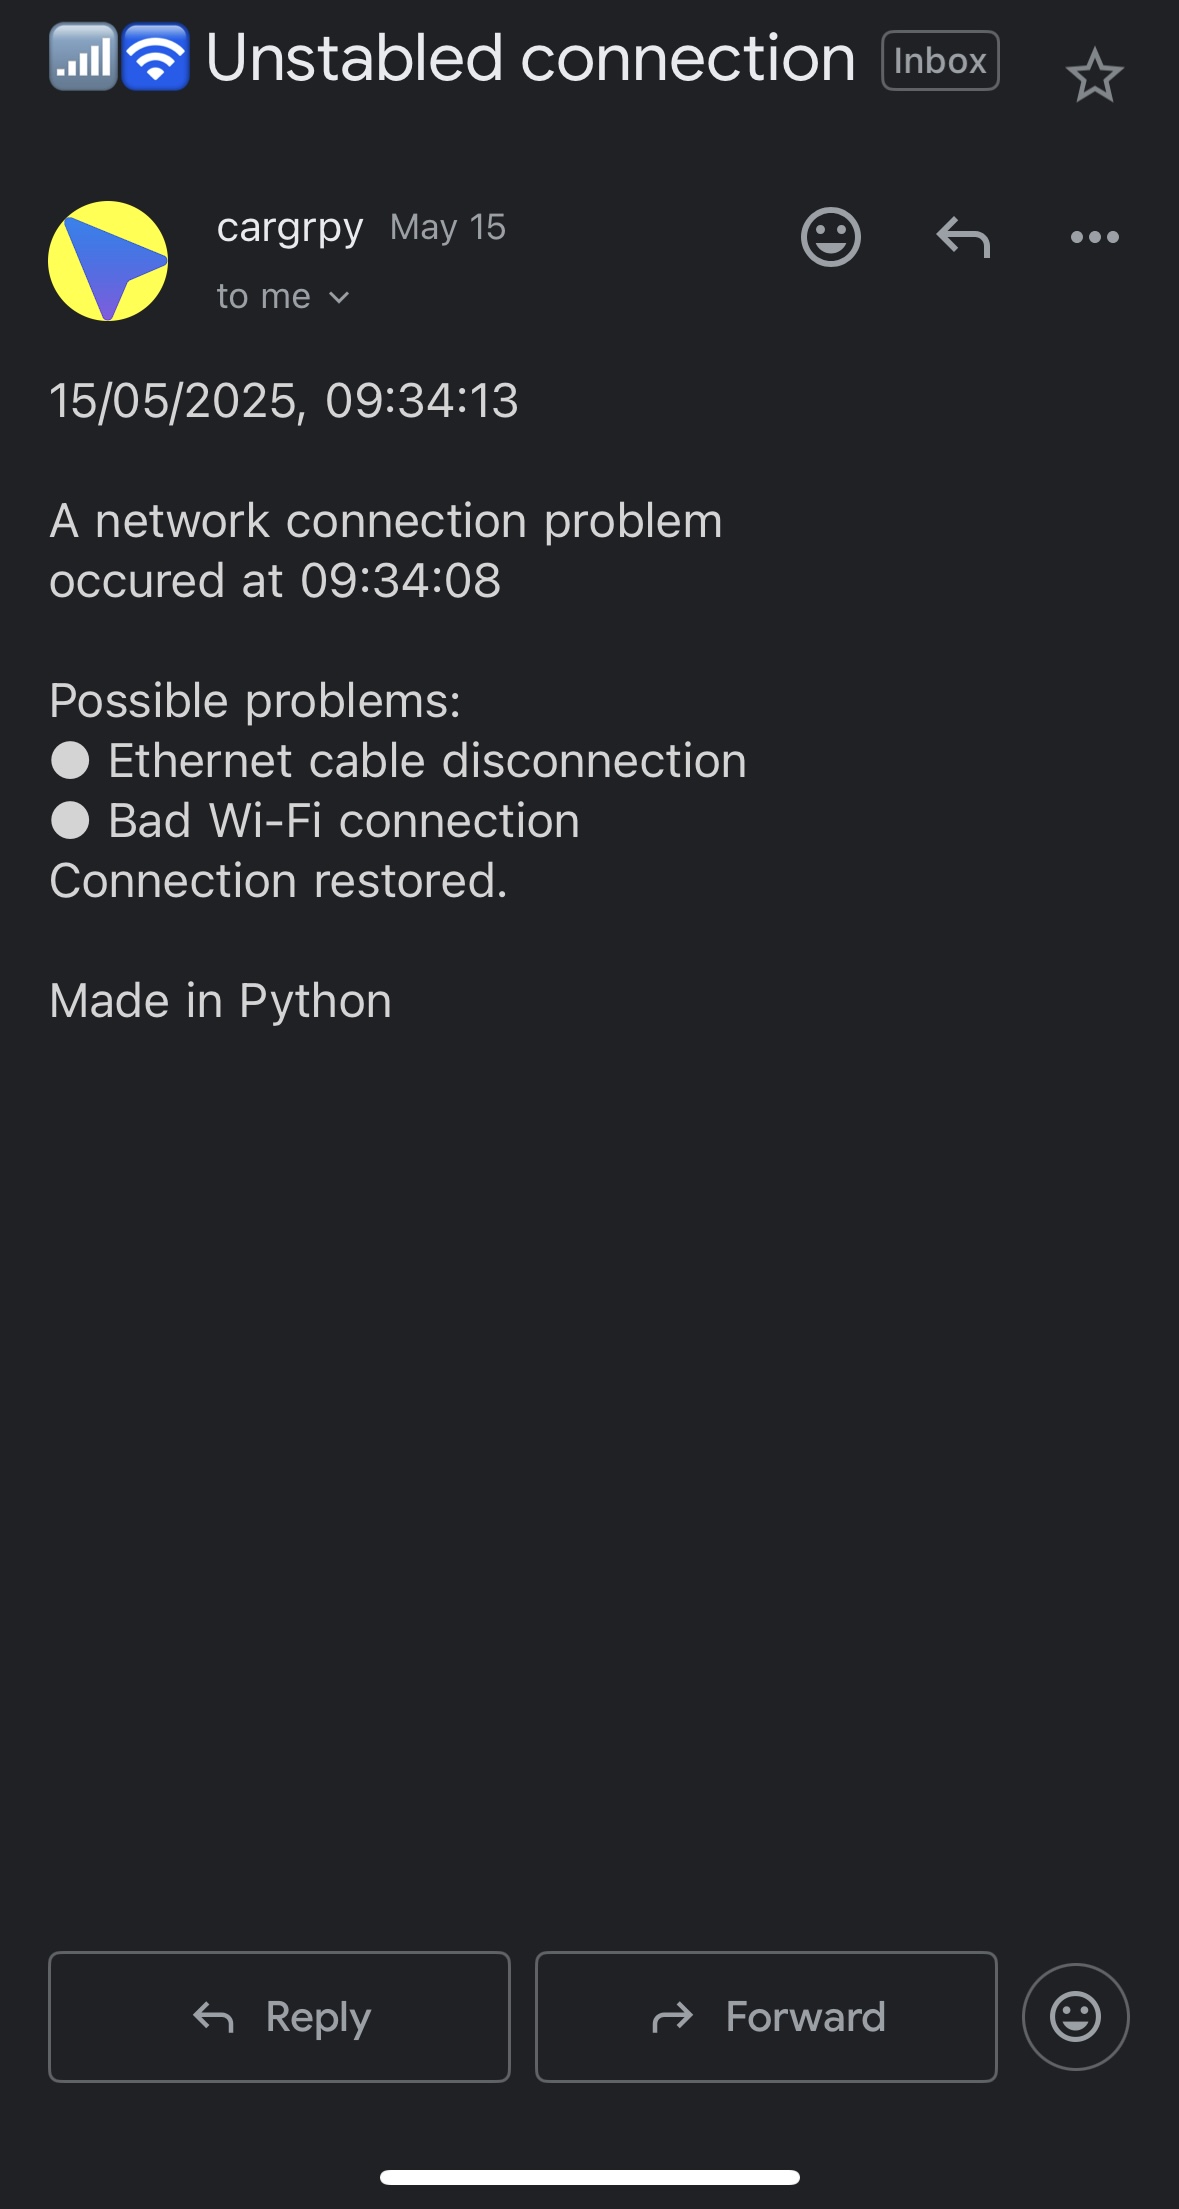 📶🛜 Unstabled connection Inbox
cargrpy May 15
to me
15/05/2025, 09:34:13
A network connection problem
occured at 09:34:08
Possible problems:
● Ethernet cable disconnection
● Bad Wi-Fi connection
Connection restored.
Made in Python
Reply Forward